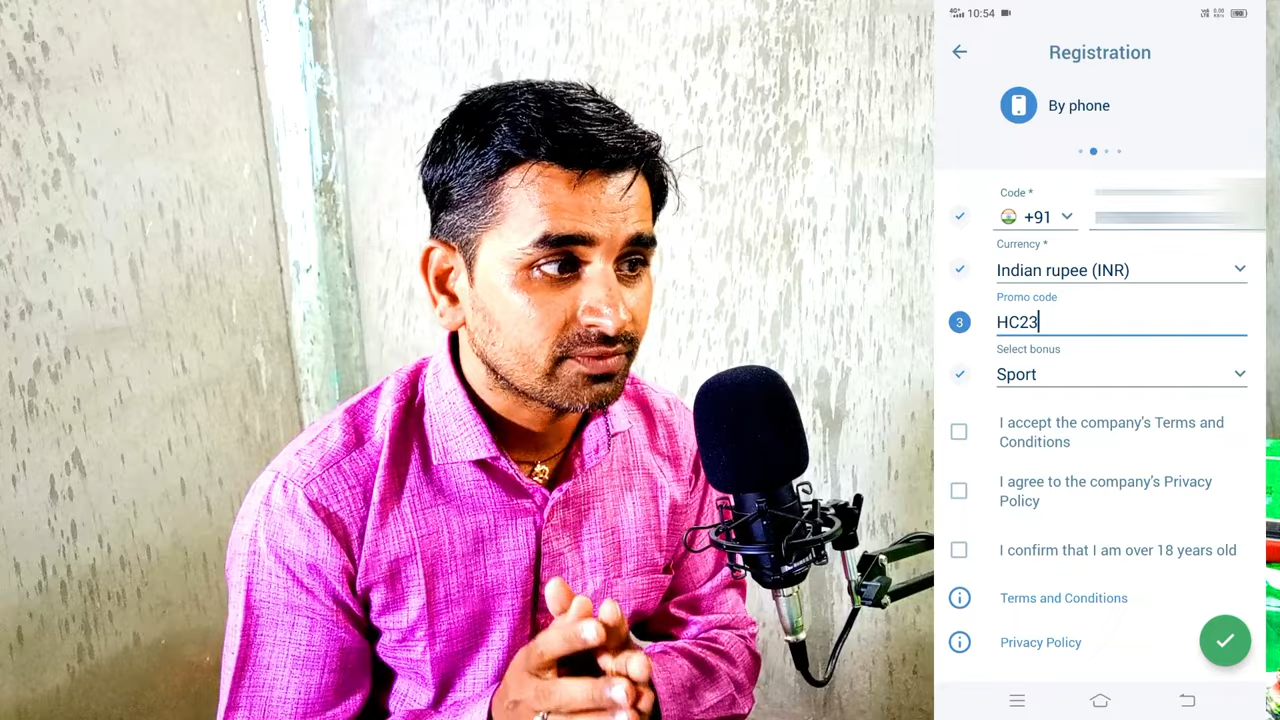 4G+ 10:54
Registration
By phone
Code *
+91
Currency *
Indian rupee (INR)
Promo code
3
HC23
Select bonus
Sport
I accept the company's Terms and
Conditions
I agree to the company's Privacy
Policy
I confirm that I am over 18 years old
Terms and Conditions
Privacy Policy